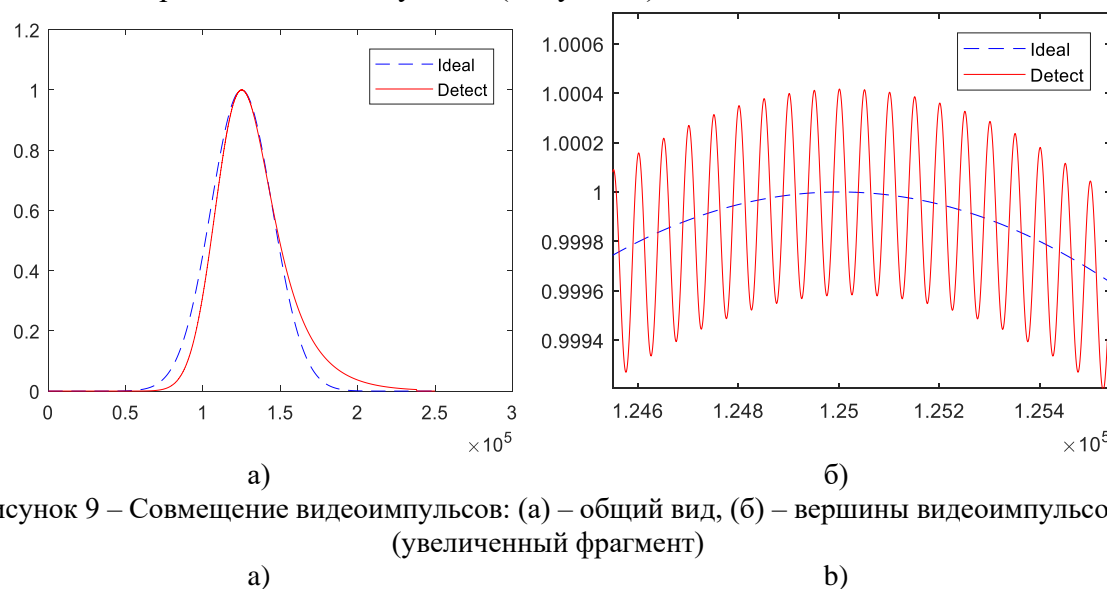 1.2
1
0.8
0.6
0.4
0.2
0
0 0.5 1 1.5 2 2.5 3
×10⁵
Ideal
Detect
1.0006
1.0004
1.0002
1
0.9998
0.9996
0.9994
1.246 1.248 1.25 1.252 1.254
×10⁵
Ideal
Detect
а) б)
исунок 9 – Совмещение видеоимпульсов: (а) – общий вид, (б) – вершины видеоимпульсо
(увеличенный фрагмент)
a) b)